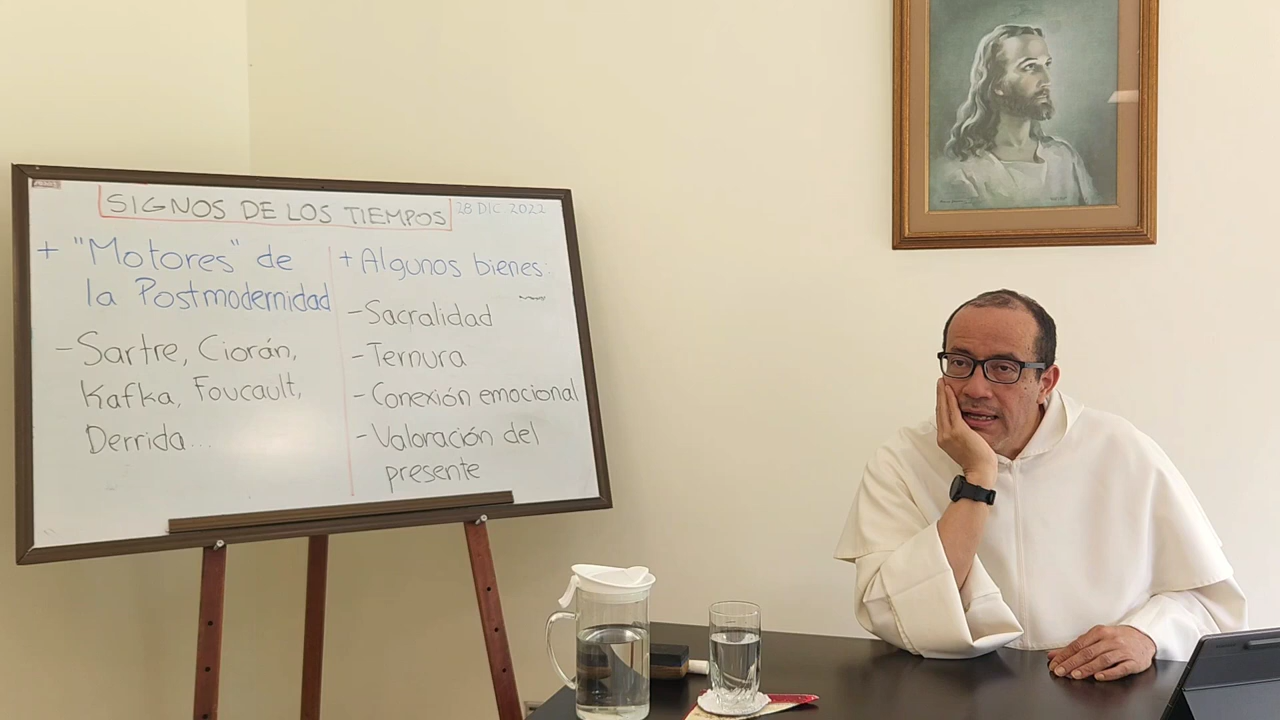 SIGNOS DE LOS TIEMPOS 28 DIC. 2022
+ "Motores" de
la Postmodernidad
- Sartre, Ciorán,
Kafka, Foucault,
Derrida...
+ Algunos bienes:
- Sacralidad
- Ternura
- Conexión emocional
- Valoración del
presente